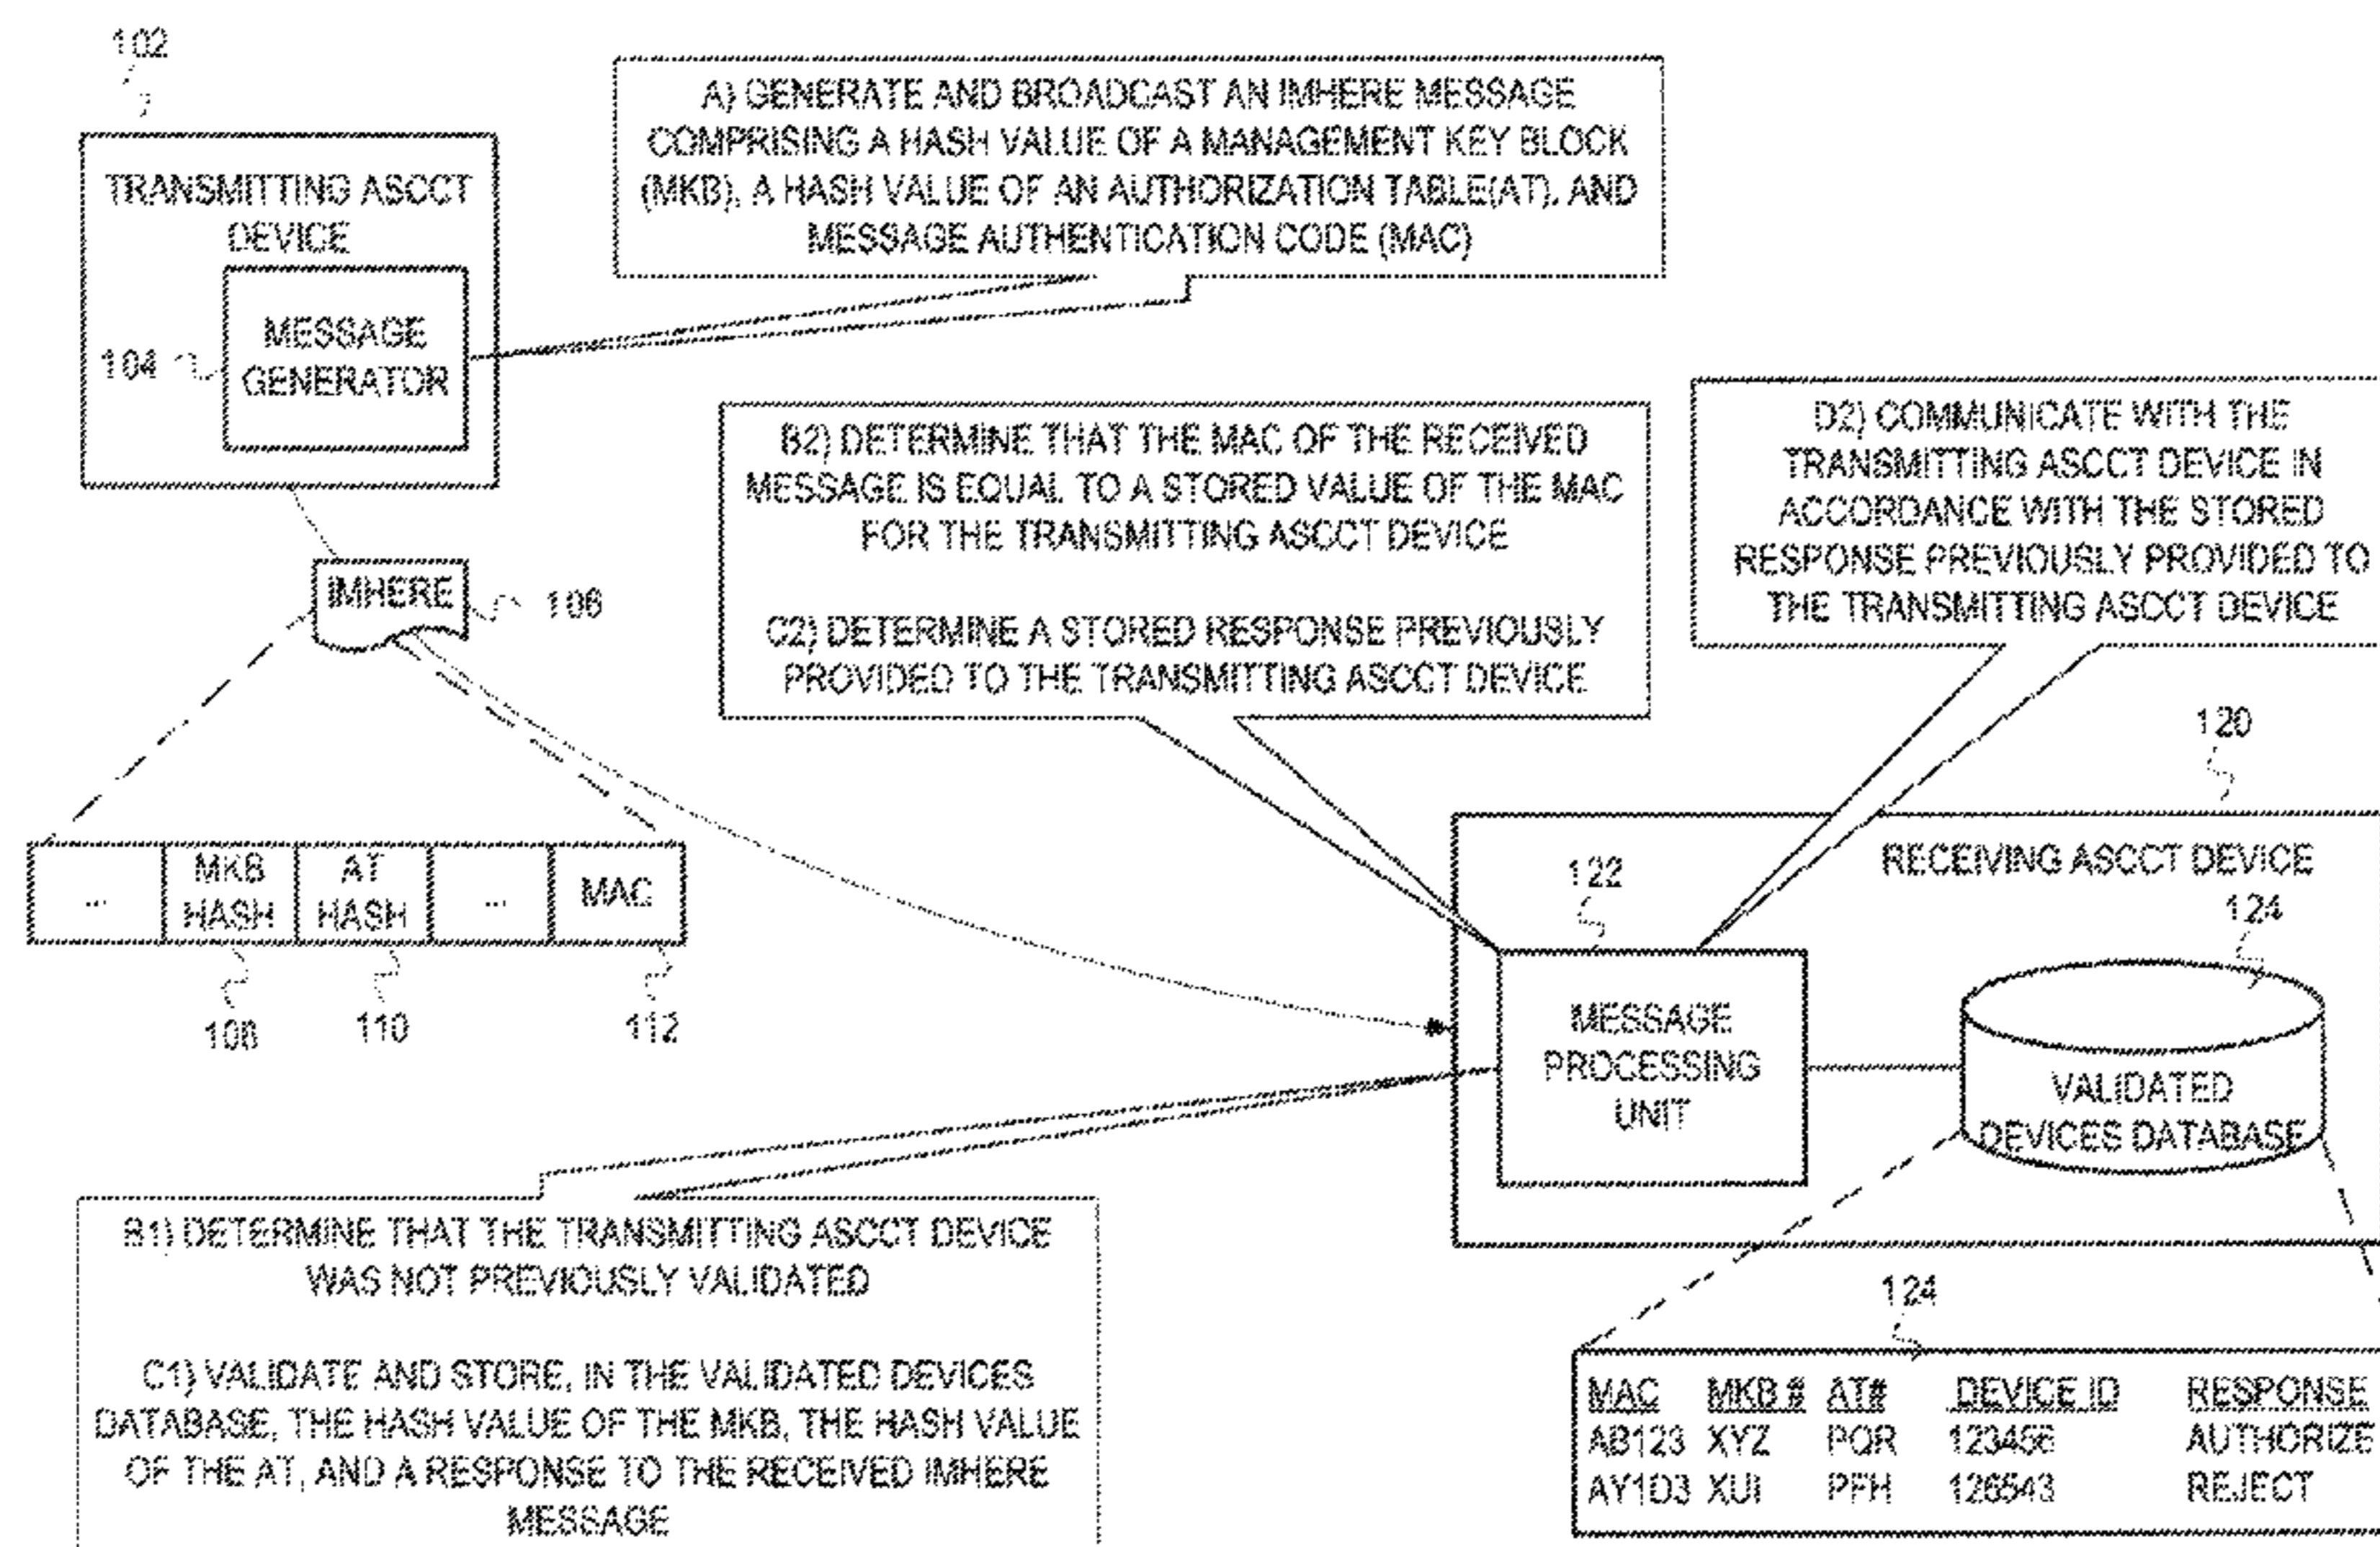 102
TRANSMITTING ASCCT
DEVICE
104
MESSAGE
GENERATOR
A) GENERATE AND BROADCAST AN IMHERE MESSAGE
COMPRISING A HASH VALUE OF A MANAGEMENT KEY BLOCK
(MKB), A HASH VALUE OF AN AUTHORIZATION TABLE(AT), AND
MESSAGE AUTHENTICATION CODE (MAC)
B2) DETERMINE THAT THE MAC OF THE RECEIVED
MESSAGE IS EQUAL TO A STORED VALUE OF THE MAC
FOR THE TRANSMITTING ASCCT DEVICE
C2) DETERMINE A STORED RESPONSE PREVIOUSLY
PROVIDED TO THE TRANSMITTING ASCCT DEVICE
D2) COMMUNICATE WITH THE
TRANSMITTING ASCCT DEVICE IN
ACCORDANCE WITH THE STORED
RESPONSE PREVIOUSLY PROVIDED TO
THE TRANSMITTING ASCCT DEVICE
IMHERE
106
... MKB HASH AT HASH ... MAC
108 110 112
120
RECEIVING ASCCT DEVICE
122
124
MESSAGE
PROCESSING
UNIT
VALIDATED
DEVICES DATABASE
B1) DETERMINE THAT THE TRANSMITTING ASCCT DEVICE
WAS NOT PREVIOUSLY VALIDATED
C1) VALIDATE AND STORE, IN THE VALIDATED DEVICES
DATABASE, THE HASH VALUE OF THE MKB, THE HASH VALUE
OF THE AT, AND A RESPONSE TO THE RECEIVED IMHERE
MESSAGE
124
MAC MKB # AT# DEVICE ID RESPONSE
AB123 XYZ PQR 123456 AUTHORIZE
AY1D3 XUI PFH 126543 REJECT